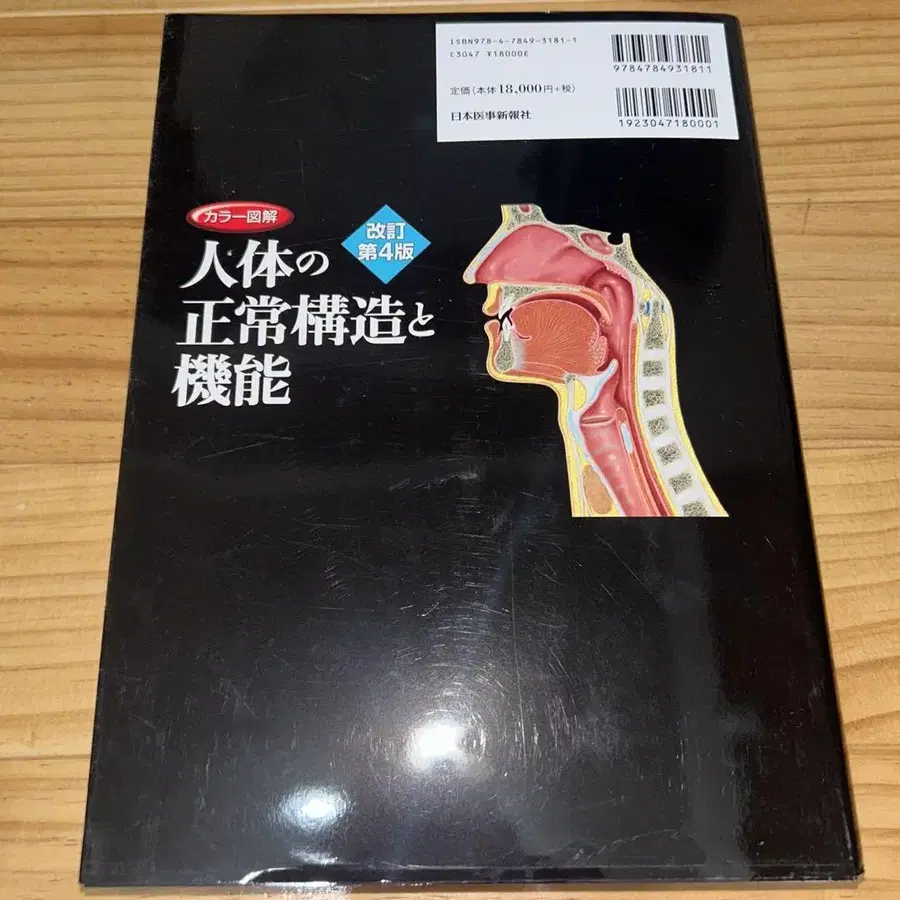 ISBN978-4-7849-3181-1
C3047 ¥18000E
9784784931811
定価(本体18,000円+税)
日本医事新報社
1923047180001
カラー図解
改訂
第4版
人体の
正常構造と
機能